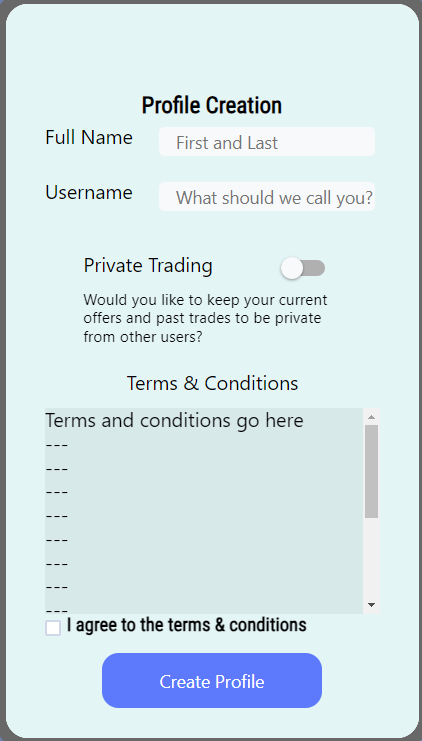 Profile Creation
Full Name First and Last
Username What should we call you?
Private Trading
Would you like to keep your current
offers and past trades to be private
from other users?
Terms & Conditions
Terms and conditions go here
---
---
---
---
---
---
---
---
I agree to the terms & conditions
Create Profile